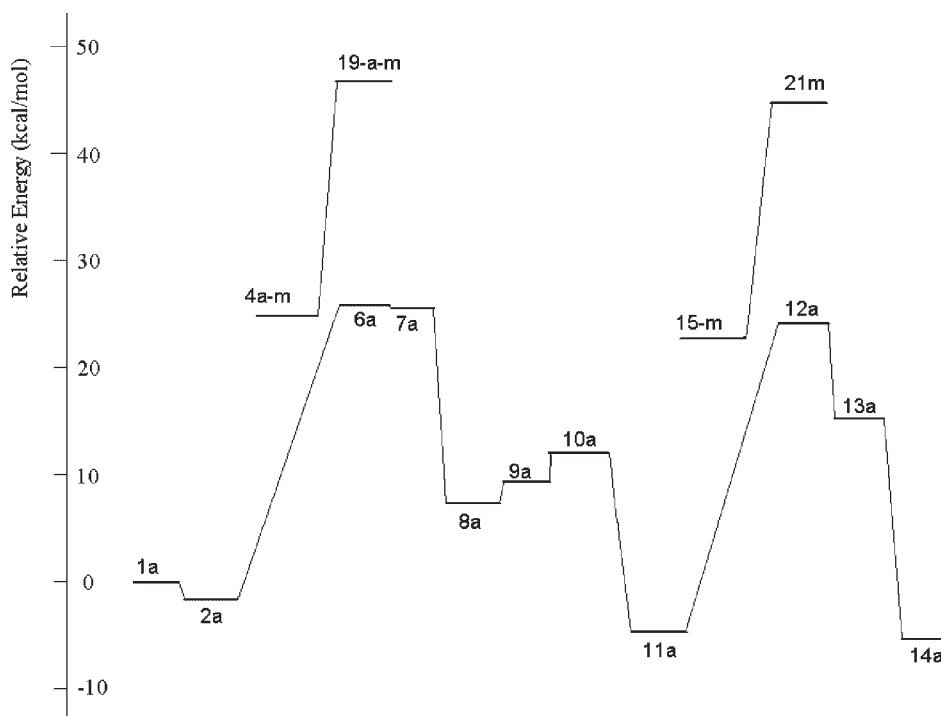 Relative Energy (kcal/mol)
50
40
30
20
10
0
-10
19-a-m
21m
4a-m
6a
7a
15-m
12a
13a
10a
9a
8a
1a
2a
11a
14a